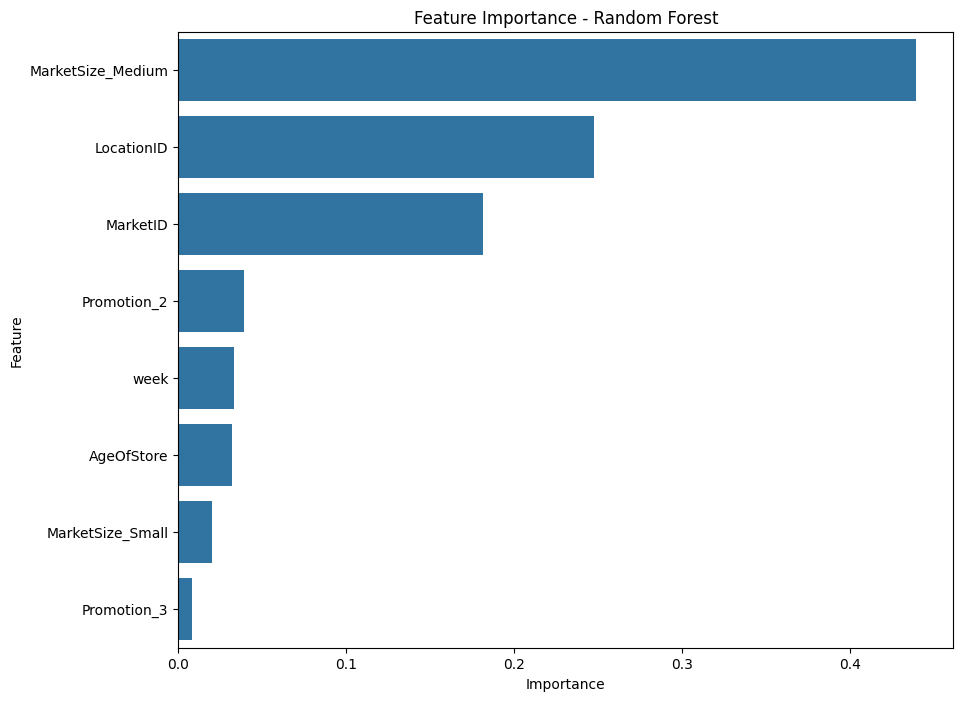 Feature Importance - Random Forest
MarketSize_Medium
LocationID
MarketID
Promotion_2
week
AgeOfStore
MarketSize_Small
Promotion_3
Feature
0.0 0.1 0.2 0.3 0.4
Importance